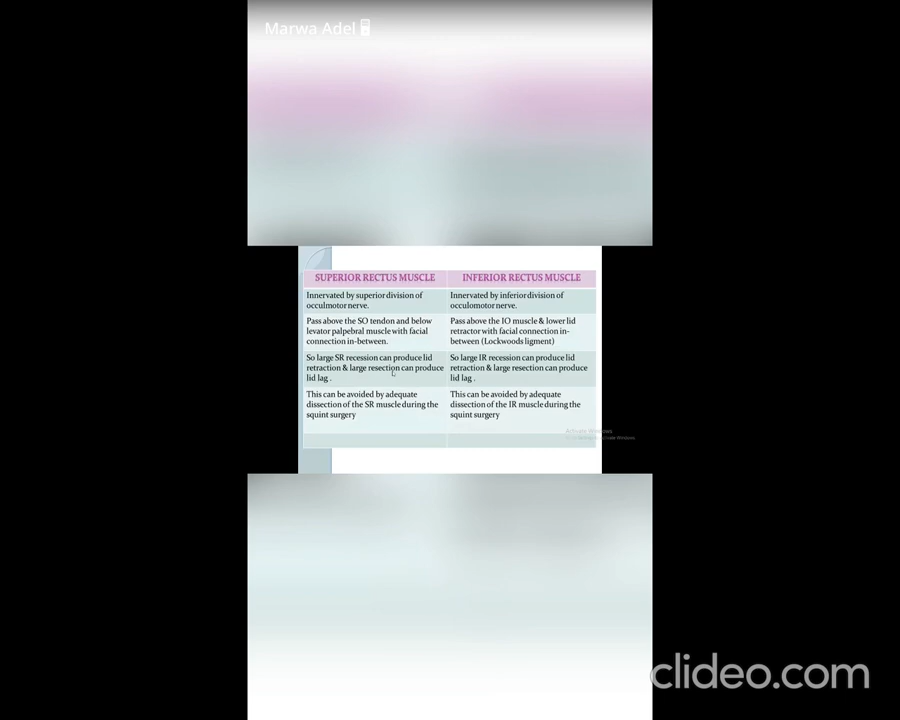 Marwa Adel
SUPERIOR RECTUS MUSCLE
INFERIOR RECTUS MUSCLE
Innervated by superior division of
occulmotor nerve.
Innervated by inferior division of
occulomotor nerve.
Pass above the SO tendon and below
levator palpebral muscle with facial
connection in-between.
Pass above the IO muscle & lower lid
retractor with facial connection in-
between (Lockwoods ligment)
So large SR recession can produce lid
retraction & large resection can produce
lid lag .
So large IR recession can produce lid
retraction & large resection can produce
lid lag .
This can be avoided by adequate
dissection of the SR muscle during the
squint surgery
This can be avoided by adequate
dissection of the IR muscle during the
squint surgery
Activate Windows
clideo.com